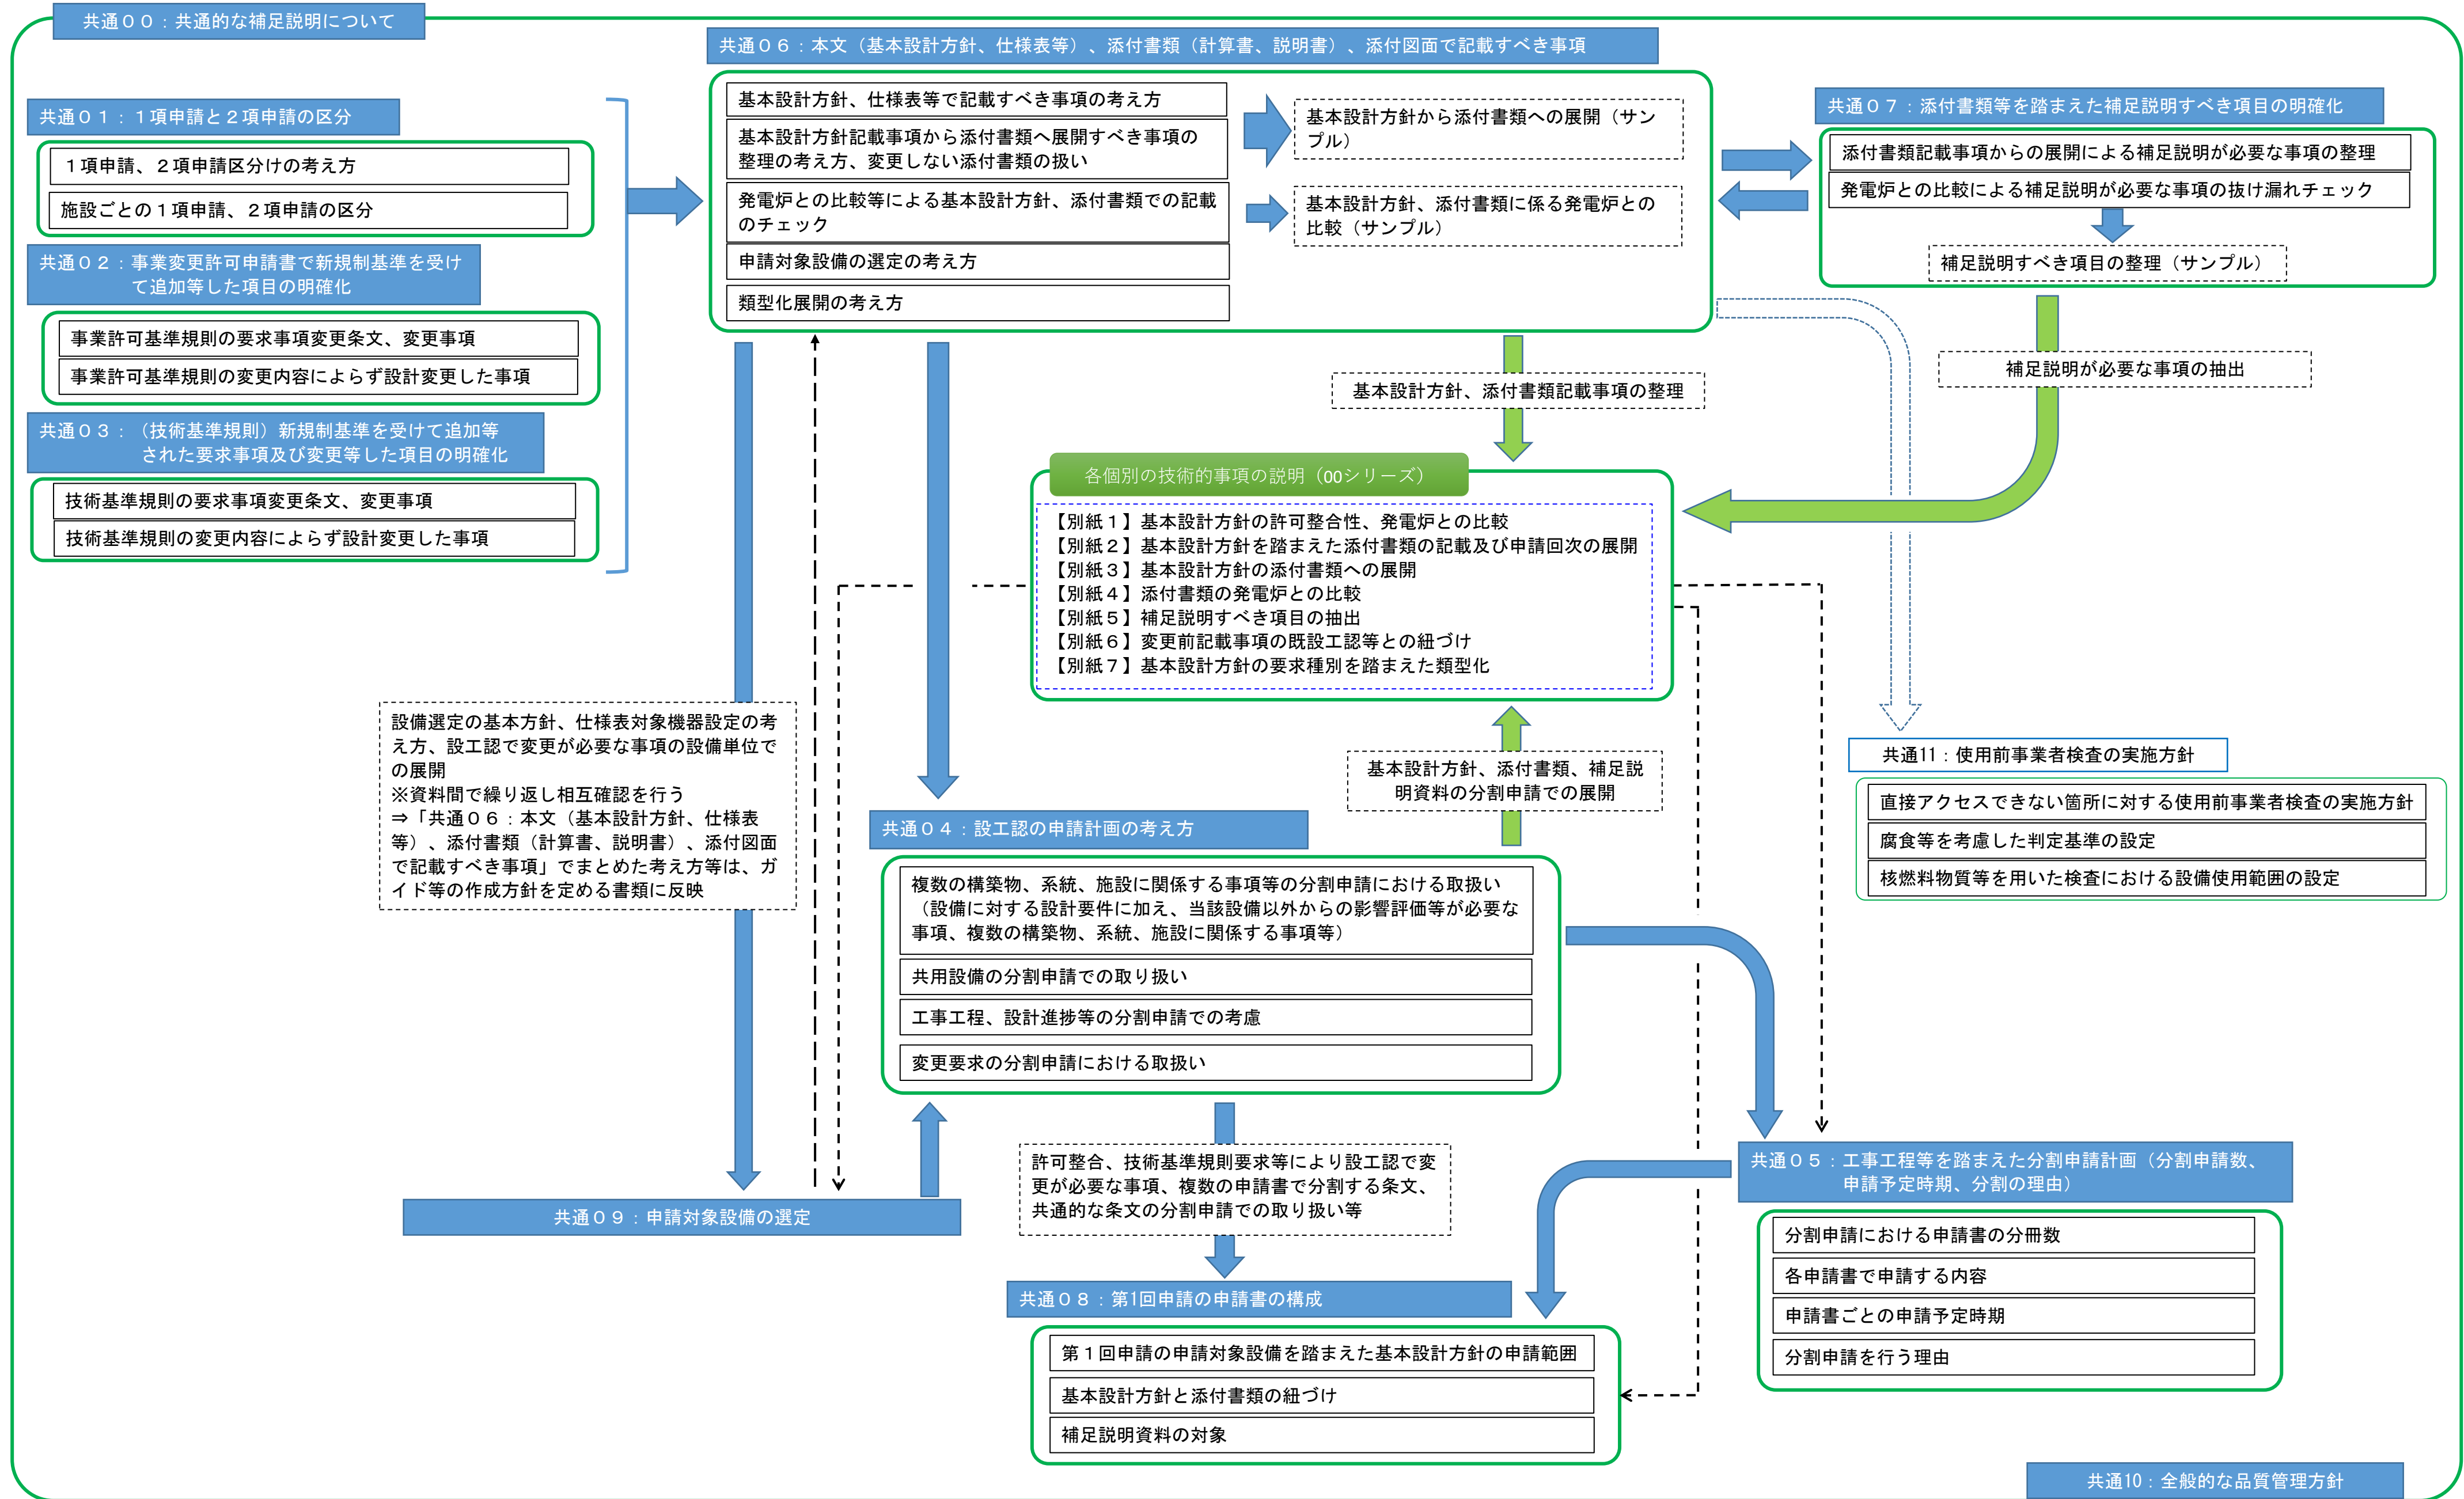 共通００：共通的な補足説明について
共通０１：１項申請と２項申請の区分
１項申請、２項申請区分けの考え方
施設ごとの１項申請、２項申請の区分
共通０２：事業変更許可申請書で新規制基準を受け
て追加等した項目の明確化
事業許可基準規則の要求事項変更条文、変更事項
事業許可基準規則の変更内容によらず設計変更した事項
共通０３：（技術基準規則）新規制基準を受けて追加等
された要求事項及び変更等した項目の明確化
技術基準規則の要求事項変更条文、変更事項
技術基準規則の変更内容によらず設計変更した事項
共通０６：本文（基本設計方針、仕様表等）、添付書類（計算書、説明書）、添付図面で記載すべき事項
基本設計方針、仕様表等で記載すべき事項の考え方
基本設計方針記載事項から添付書類へ展開すべき事項の
整理の考え方、変更しない添付書類の扱い
発電炉との比較等による基本設計方針、添付書類での記載
のチェック
申請対象設備の選定の考え方
類型化展開の考え方
基本設計方針から添付書類への展開（サン
プル）
基本設計方針、添付書類に係る発電炉との
比較（サンプル）
共通０７：添付書類等を踏まえた補足説明すべき項目の明確化
添付書類記載事項からの展開による補足説明が必要な事項の整理
発電炉との比較による補足説明が必要な事項の抜け漏れチェック
補足説明すべき項目の整理（サンプル）
基本設計方針、添付書類記載事項の整理
補足説明が必要な事項の抽出
各個別の技術的事項の説明（00シリーズ）
【別紙１】基本設計方針の許可整合性、発電炉との比較
【別紙２】基本設計方針を踏まえた添付書類の記載及び申請回次の展開
【別紙３】基本設計方針の添付書類への展開
【別紙４】添付書類の発電炉との比較
【別紙５】補足説明すべき項目の抽出
【別紙６】変更前記載事項の既設工認等との紐づけ
【別紙７】基本設計方針の要求種別を踏まえた類型化
設備選定の基本方針、仕様表対象機器設定の考
え方、設工認で変更が必要な事項の設備単位で
の展開
※資料間で繰り返し相互確認を行う
⇒「共通０６：本文（基本設計方針、仕様表
等）、添付書類（計算書、説明書）、添付図面
で記載すべき事項」でまとめた考え方等は、ガ
イド等の作成方針を定める書類に反映
基本設計方針、添付書類、補足説
明資料の分割申請での展開
共通11：使用前事業者検査の実施方針
直接アクセスできない箇所に対する使用前事業者検査の実施方針
腐食等を考慮した判定基準の設定
核燃料物質等を用いた検査における設備使用範囲の設定
共通０４：設工認の申請計画の考え方
複数の構築物、系統、施設に関係する事項等の分割申請における取扱い
（設備に対する設計要件に加え、当該設備以外からの影響評価等が必要な
事項、複数の構築物、系統、施設に関係する事項等）
共用設備の分割申請での取り扱い
工事工程、設計進捗等の分割申請での考慮
変更要求の分割申請における取扱い
共通０９：申請対象設備の選定
許可整合、技術基準規則要求等により設工認で変
更が必要な事項、複数の申請書で分割する条文、
共通的な条文の分割申請での取り扱い等
共通０５：工事工程等を踏まえた分割申請計画（分割申請数、
申請予定時期、分割の理由）
分割申請における申請書の分冊数
各申請書で申請する内容
申請書ごとの申請予定時期
分割申請を行う理由
共通０８：第1回申請の申請書の構成
第１回申請の申請対象設備を踏まえた基本設計方針の申請範囲
基本設計方針と添付書類の紐づけ
補足説明資料の対象
共通10：全般的な品質管理方針